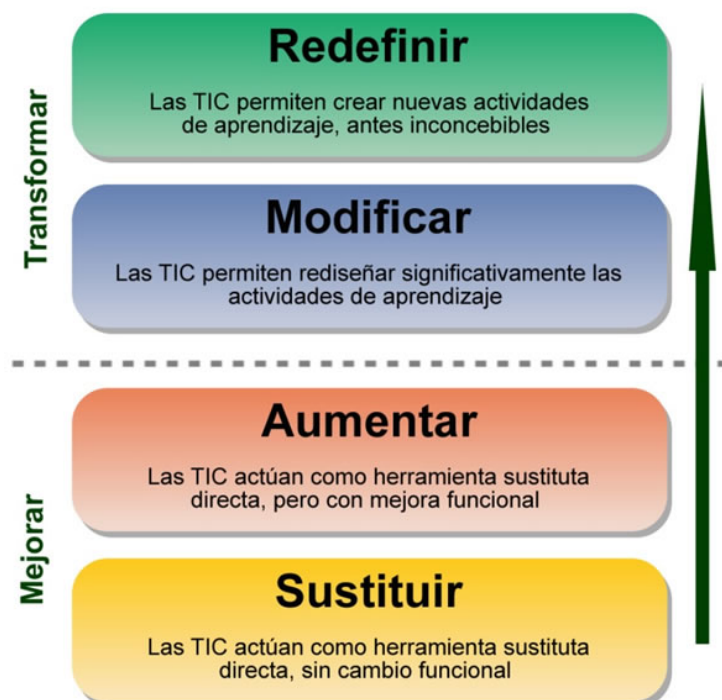 Transformar
Redefinir
Las TIC permiten crear nuevas actividades
de aprendizaje, antes inconcebibles
Modificar
Las TIC permiten rediseñar significativamente las
actividades de aprendizaje
Mejorar
Aumentar
Las TIC actúan como herramienta sustituta
directa, pero con mejora funcional
Sustituir
Las TIC actúan como herramienta sustituta
directa, sin cambio funcional